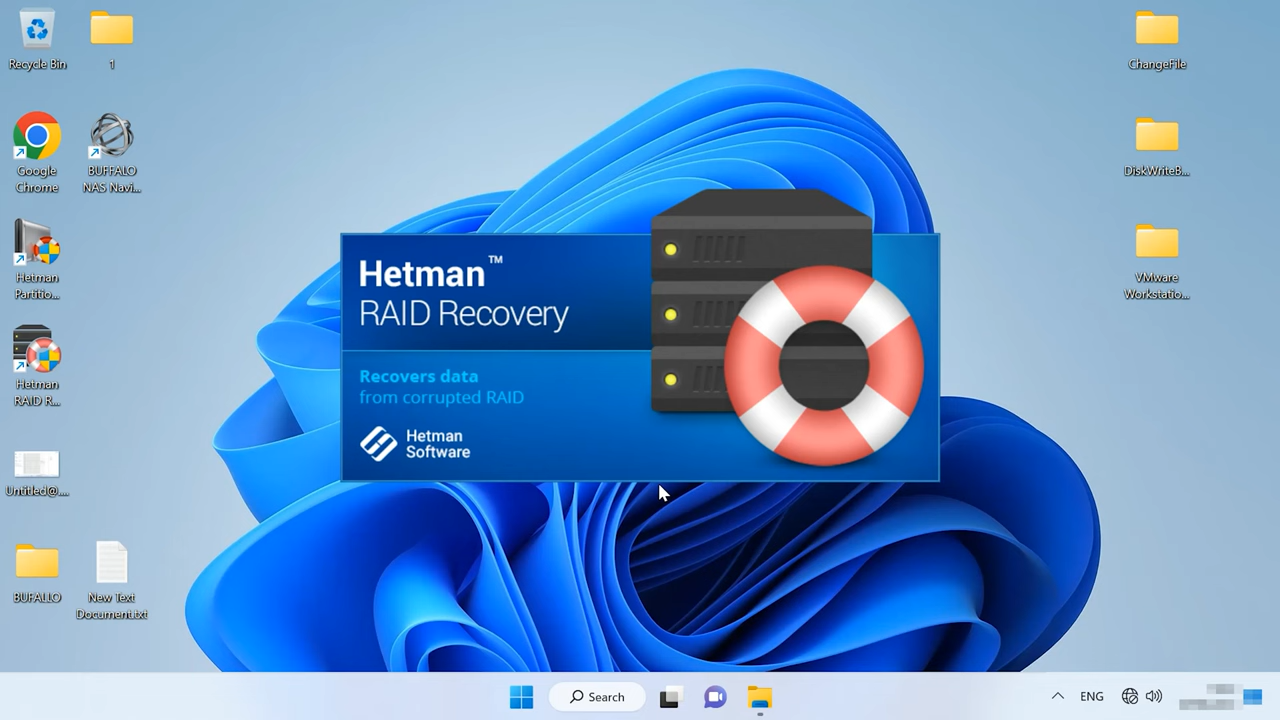 Recycle Bin
1
Google
Chrome
BUFFALO
NAS Navi...
Hetman
Partitio...
Hetman
RAID R...
Untitled@....
BUFALLO
New Text
Document.txt
Hetman™
RAID Recovery
Recovers data
from corrupted RAID
Hetman
Software
ChangeFile
DiskWriteB...
VMware
Workstatio...
Search
ENG